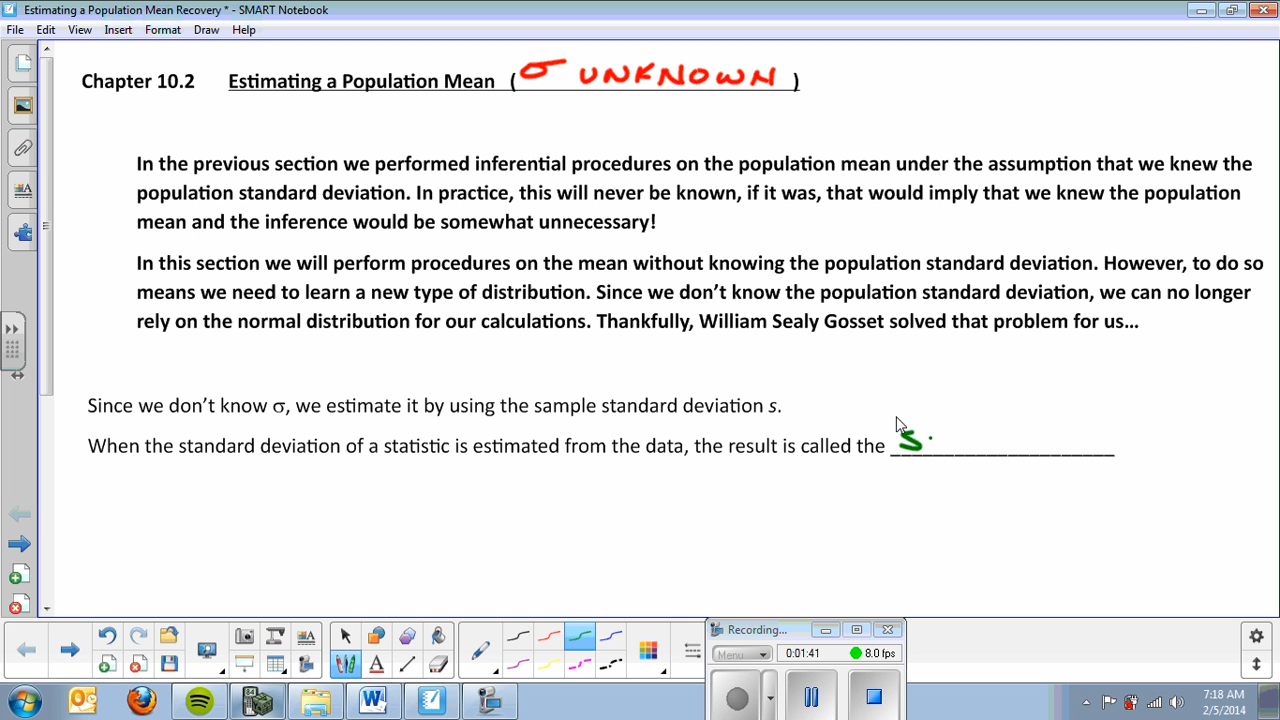 Estimating a Population Mean Recovery * - SMART Notebook
File Edit View Insert Format Draw Help
Chapter 10.2 Estimating a Population Mean (σ UNKNOWN)
In the previous section we performed inferential procedures on the population mean under the assumption that we knew the
population standard deviation. In practice, this will never be known, if it was, that would imply that we knew the population
mean and the inference would be somewhat unnecessary!
In this section we will perform procedures on the mean without knowing the population standard deviation. However, to do so
means we need to learn a new type of distribution. Since we don't know the population standard deviation, we can no longer
rely on the normal distribution for our calculations. Thankfully, William Sealy Gosset solved that problem for us...
Since we don't know σ, we estimate it by using the sample standard deviation s.
When the standard deviation of a statistic is estimated from the data, the result is called the S
Recording...
Menu 0:01:41 8.0 fps
7:18 AM
2/5/2014